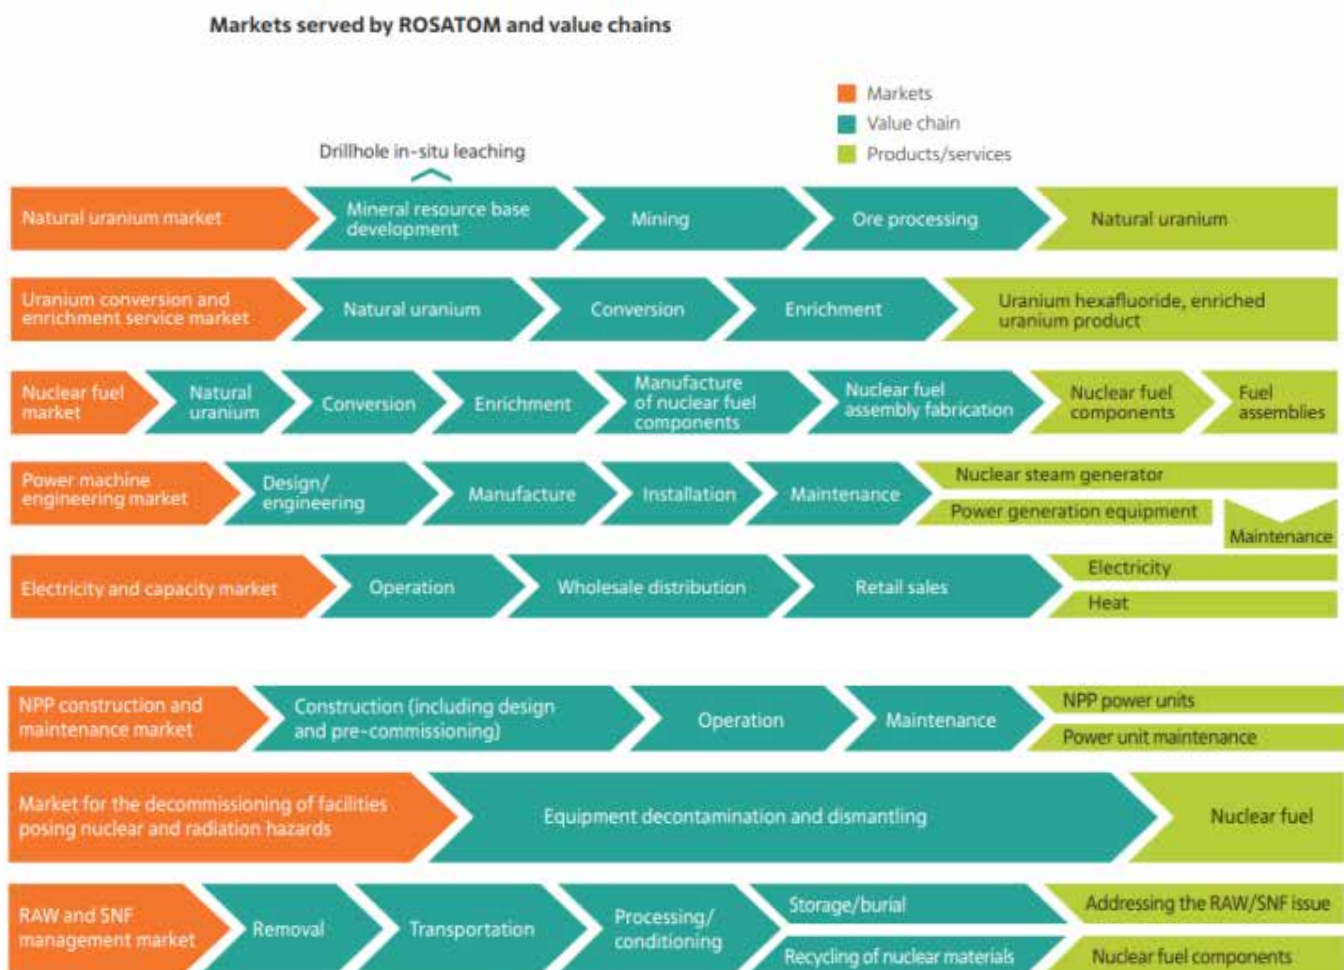 Markets served by ROSATOM and value chains
Markets
Value chain
Products/services
Drillhole in-situ leaching
Natural uranium market
Mineral resource base
development
Mining
Ore processing
Natural uranium
Uranium conversion and
enrichment service market
Natural uranium
Conversion
Enrichment
Uranium hexafluoride, enriched
uranium product
Nuclear fuel
market
Natural
uranium
Conversion
Enrichment
Manufacture
of nuclear fuel
components
Nuclear fuel
assembly fabrication
Nuclear fuel
components
Fuel
assemblies
Power machine
engineering market
Design/
engineering
Manufacture
Installation
Maintenance
Nuclear steam generator
Power generation equipment
Maintenance
Electricity and capacity market
Operation
Wholesale distribution
Retail sales
Electricity
Heat
NPP construction and
maintenance market
Construction (including design
and pre-commissioning)
Operation
Maintenance
NPP power units
Power unit maintenance
Market for the decommissioning of facilities
posing nuclear and radiation hazards
Equipment decontamination and dismantling
Nuclear fuel
RAW and SNF
management market
Removal
Transportation
Processing/
conditioning
Storage/burial
Recycling of nuclear materials
Addressing the RAW/SNF issue
Nuclear fuel components